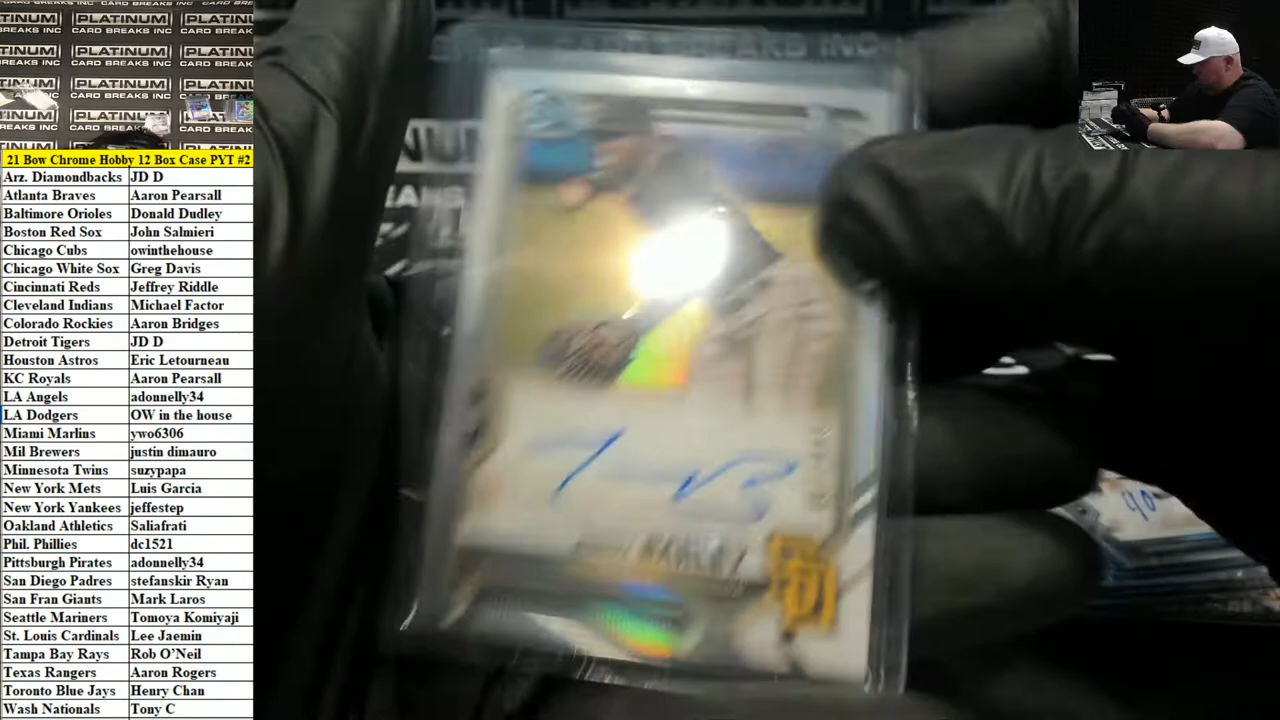 PLATINUM
CARD BREAKS INC
21 Bow Chrome Hobby 12 Box Case PYT #2
Arz. Diamondbacks JD D
Atlanta Braves Aaron Pearsall
Baltimore Orioles Donald Dudley
Boston Red Sox John Salmieri
Chicago Cubs owinthehouse
Chicago White Sox Greg Davis
Cincinnati Reds Jeffrey Riddle
Cleveland Indians Michael Factor
Colorado Rockies Aaron Bridges
Detroit Tigers JD D
Houston Astros Eric Letourneau
KC Royals Aaron Pearsall
LA Angels adonnelly34
LA Dodgers OW in the house
Miami Marlins ywo6306
Mil Brewers justin dimauro
Minnesota Twins suzypapa
New York Mets Luis Garcia
New York Yankees jeffestep
Oakland Athletics Saliafrati
Phil. Phillies dc1521
Pittsburgh Pirates adonnelly34
San Diego Padres stefanskir Ryan
San Fran Giants Mark Laros
Seattle Mariners Tomoya Komiyaji
St. Louis Cardinals Lee Jaemin
Tampa Bay Rays Rob O’Neil
Texas Rangers Aaron Rogers
Toronto Blue Jays Henry Chan
Wash Nationals Tony C